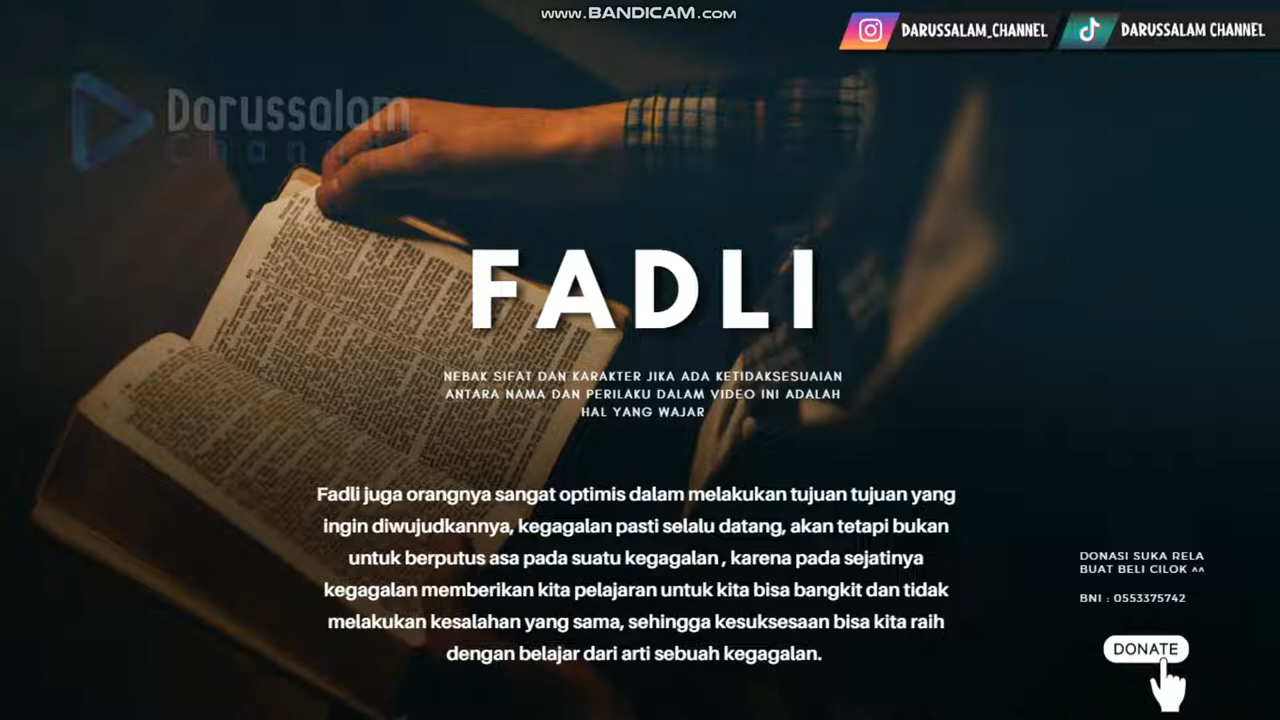 www.BANDICAM.com
DARUSSALAM_CHANNEL
DARUSSALAM CHANNEL
Darussalam
Channel
FADLI
NEBAK SIFAT DAN KARAKTER JIKA ADA KETIDAKSESUAIAN
ANTARA NAMA DAN PERILAKU DALAM VIDEO INI ADALAH
HAL YANG WAJAR
Fadli juga orangnya sangat optimis dalam melakukan tujuan tujuan yang
ingin diwujudkannya, kegagalan pasti selalu datang, akan tetapi bukan
untuk berputus asa pada suatu kegagalan , karena pada sejatinya
kegagalan memberikan kita pelajaran untuk kita bisa bangkit dan tidak
melakukan kesalahan yang sama, sehingga kesuksesaan bisa kita raih
dengan belajar dari arti sebuah kegagalan.
DONASI SUKA RELA
BUAT BELI CILOK ^^
BNI : 0553375742
DONATE